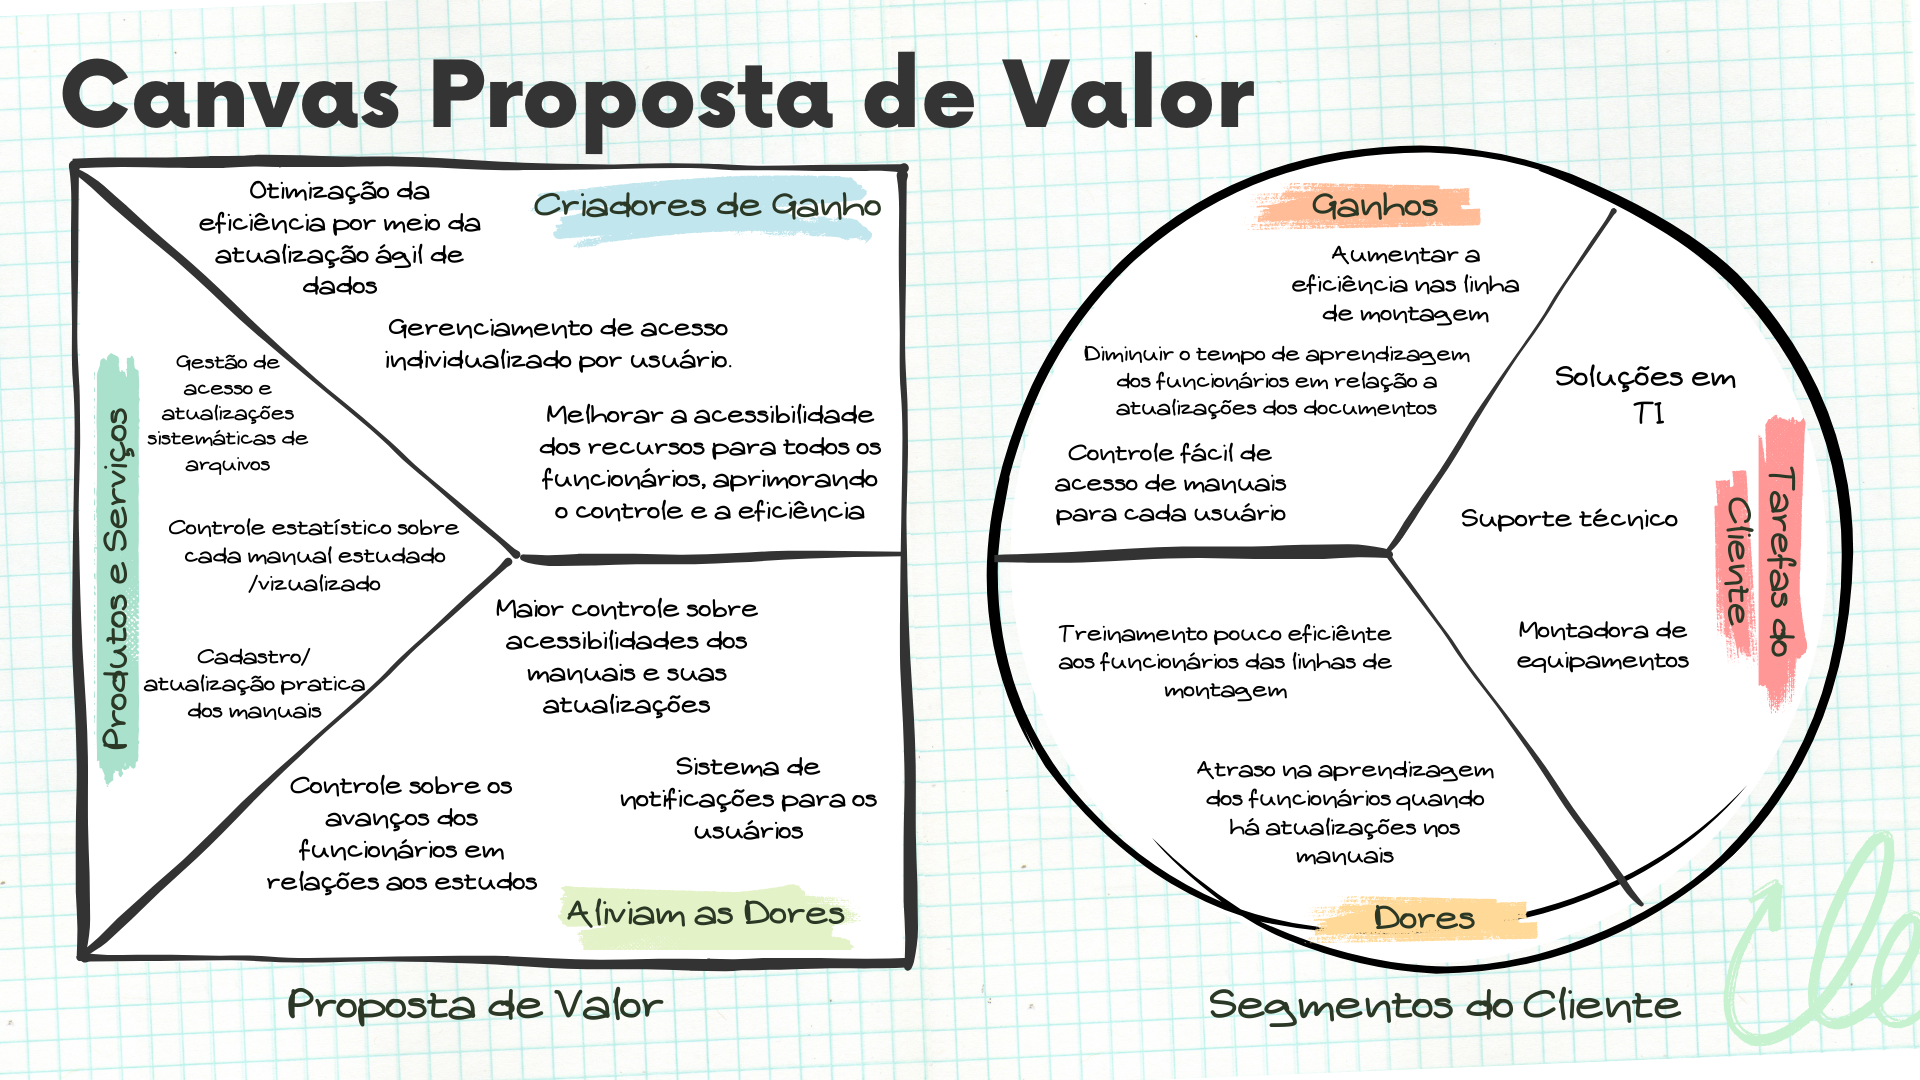 Canvas Proposta de Valor
Otimização da
eficiência por meio da
atualização ágil de
dados
Criadores de Ganho
Gerenciamento de acesso
individualizado por usuário.
Melhorar a acessibilidade
dos recursos para todos os
funcionários, aprimorando
o controle e a eficiência
Produtos e Serviços
Gestão de
acesso e
atualizações
sistemáticas de
arquivos
Controle estatístico sobre
cada manual estudado
/vizualizado
Cadastro/
atualização pratica
dos manuais
Maior controle sobre
acessibilidades dos
manuais e suas
atualizações
Sistema de
notificações para os
usuários
Controle sobre os
avanços dos
funcionários em
relações aos estudos
Aliviam as Dores
Proposta de Valor
Ganhos
Aumentar a
eficiência nas linha
de montagem
Diminuir o tempo de aprendizagem
dos funcionários em relação a
atualizações dos documentos
Controle fácil de
acesso de manuais
para cada usuário
Soluções em
TI
Suporte técnico
Montadora de
equipamentos
Tarefas do
Cliente
Treinamento pouco eficiênte
aos funcionários das linhas de
montagem
Atraso na aprendizagem
dos funcionários quando
há atualizações nos
manuais
Dores
Segmentos do Cliente